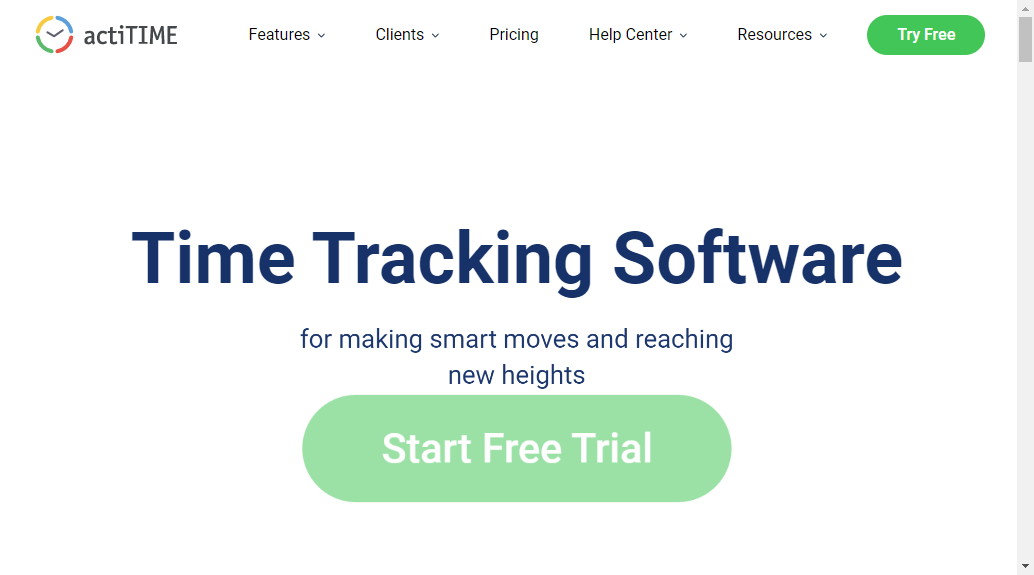 actiTIME
Features
Clients
Pricing
Help Center
Resources
Try Free
Time Tracking Software
for making smart moves and reaching
new heights
Start Free Trial